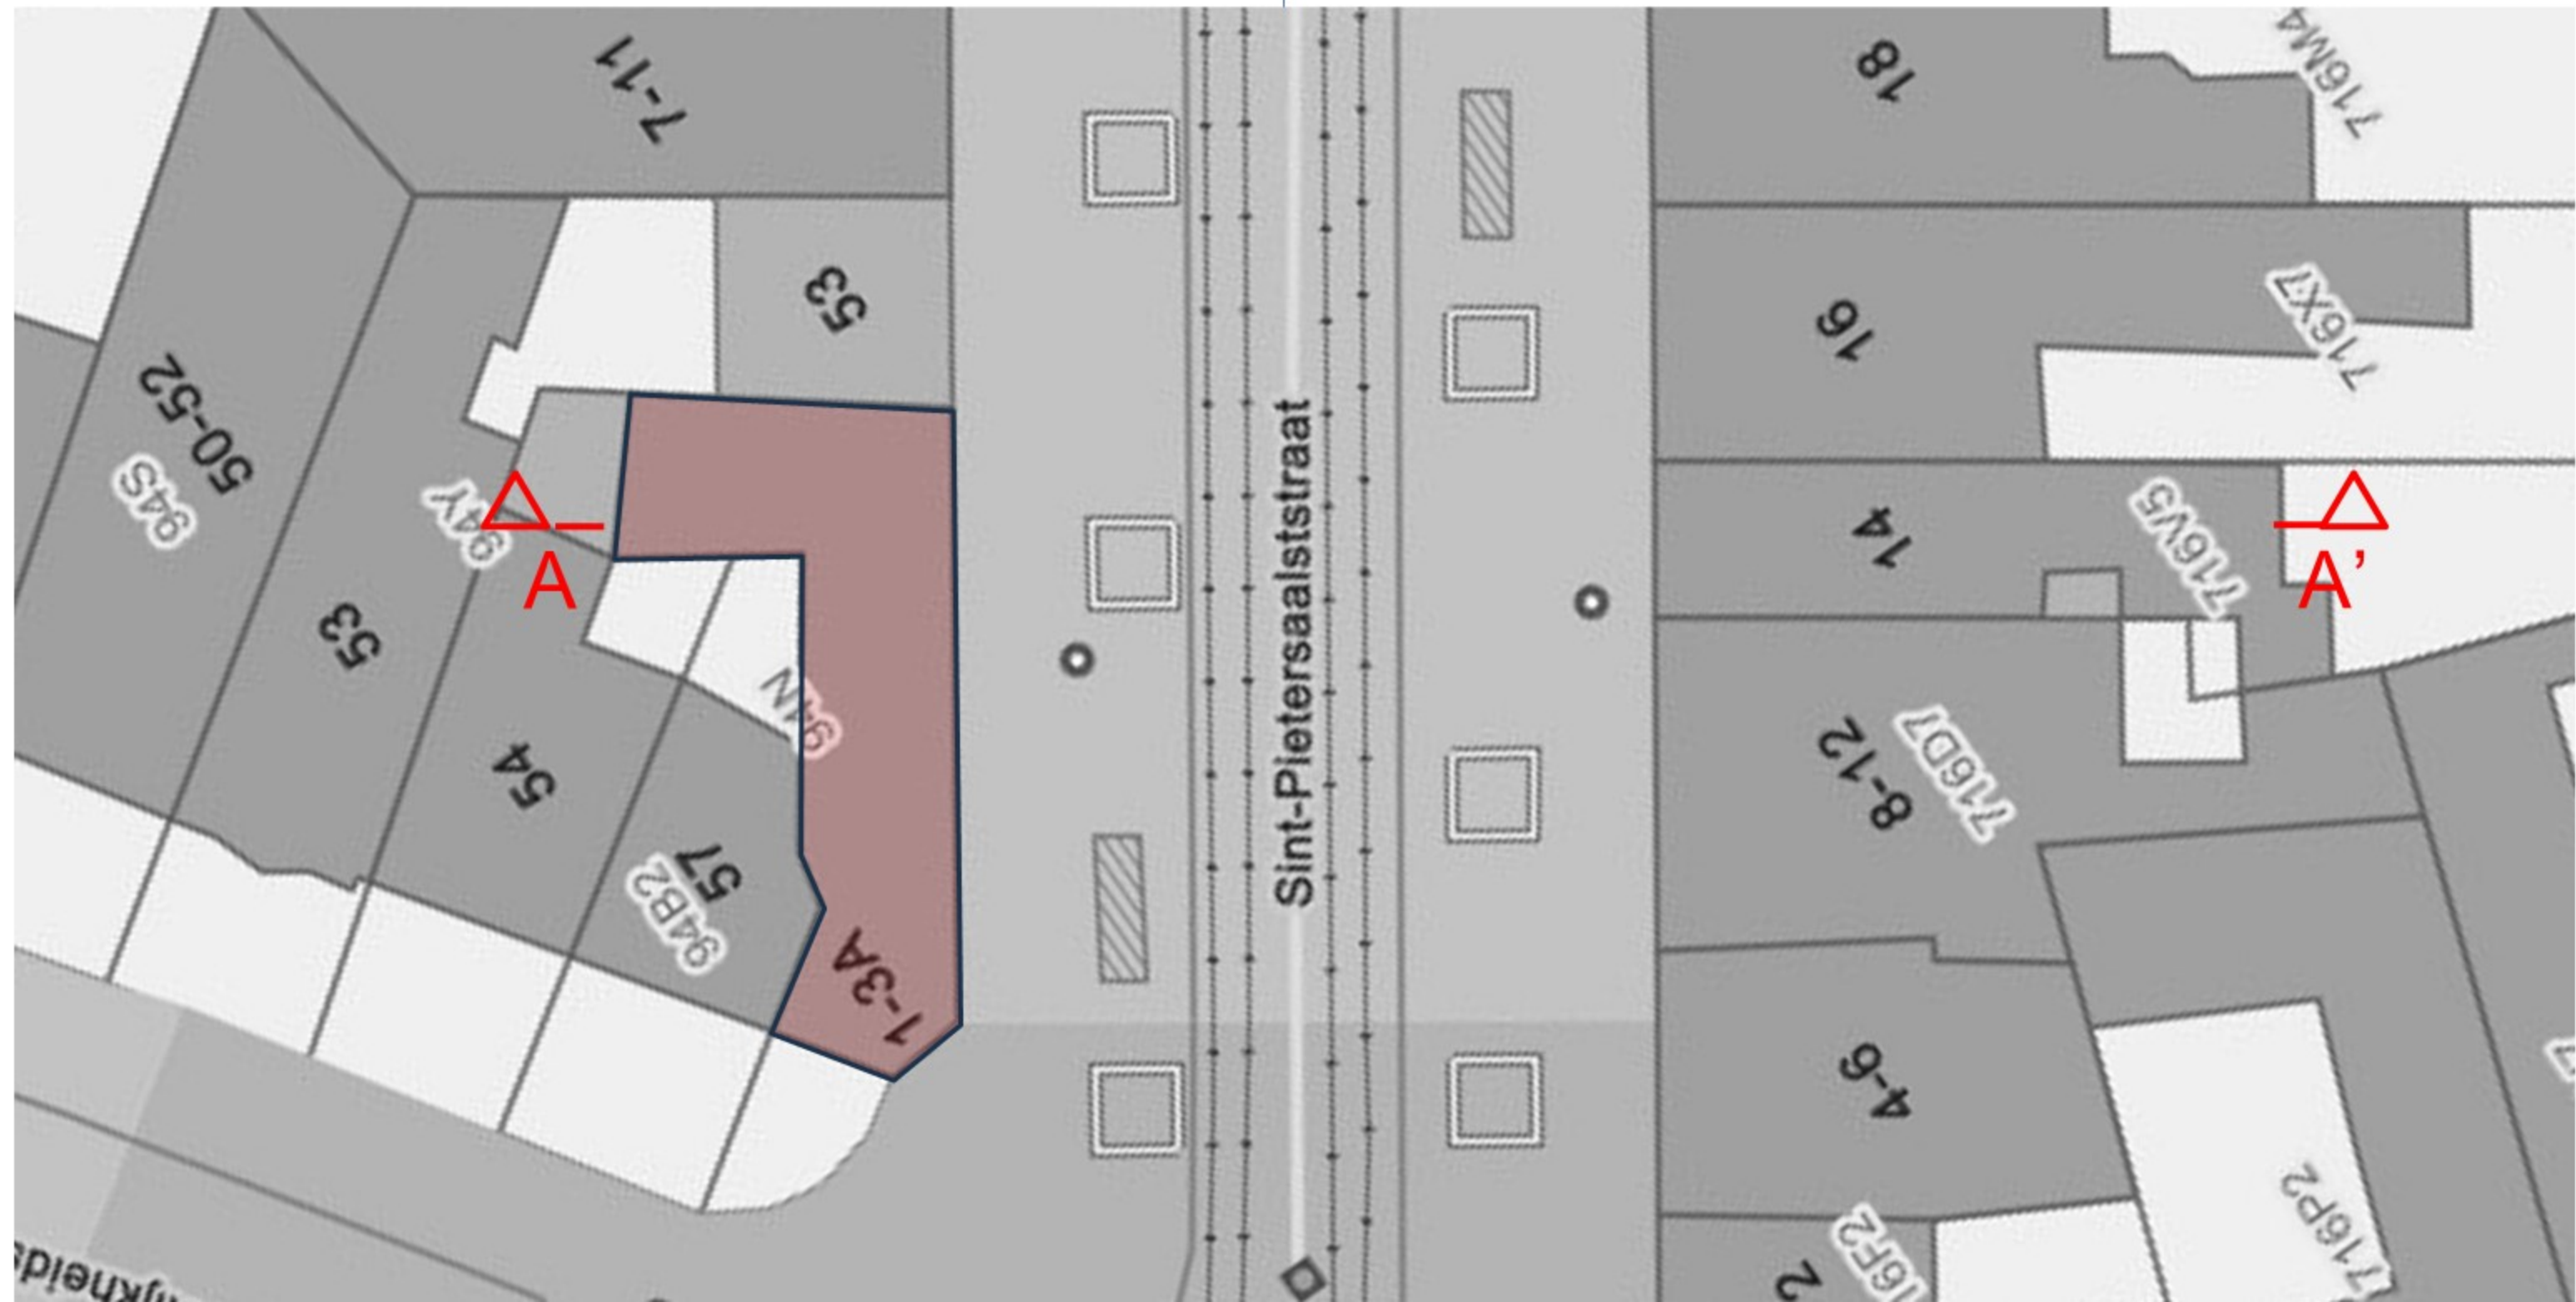 7-11
18
716M4
53
16
716X7
50-52
94S
94Y
A
14
716V5
A'
53
Sint-Pietersaalststraat
94N
54
57
94B2
8-12
716D7
1-3A
4-6
716P2
2